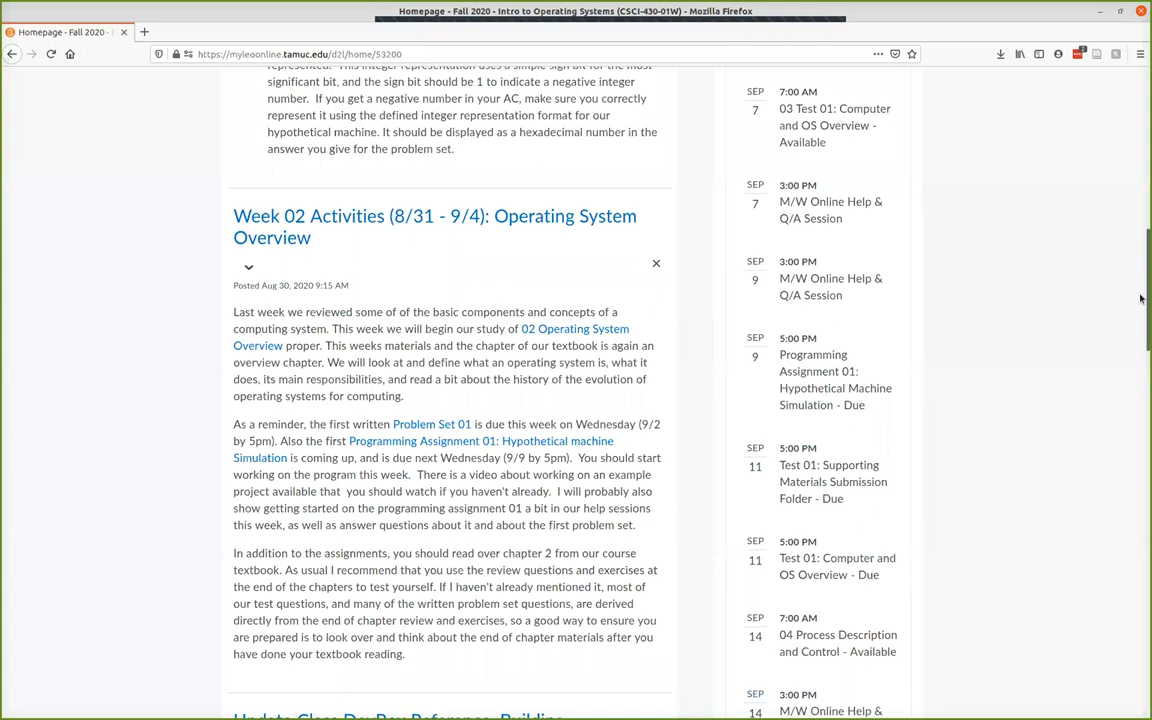 Homepage - Fall 2020 - Intro to Operating Systems (CSCI-430-01W) - Mozilla Firefox
Homepage - Fall 2020 -
https://myleoonline.tamuc.edu/d2l/home/53200
represented. This integer representation uses a simple sign bit for the most
significant bit, and the sign bit should be 1 to indicate a negative integer
number. If you get a negative number in your AC, make sure you correctly
represent it using the defined integer representation format for our
hypothetical machine. It should be displayed as a hexadecimal number in the
answer you give for the problem set.
Week 02 Activities (8/31 - 9/4): Operating System
Overview
Posted Aug 30, 2020 9:15 AM
Last week we reviewed some of of the basic components and concepts of a
computing system. This week we will begin our study of 02 Operating System
Overview proper. This weeks materials and the chapter of our textbook is again an
overview chapter. We will look at and define what an operating system is, what it
does, its main responsibilities, and read a bit about the history of the evolution of
operating systems for computing.
As a reminder, the first written Problem Set 01 is due this week on Wednesday (9/2
by 5pm). Also the first Programming Assignment 01: Hypothetical machine
Simulation is coming up, and is due next Wednesday (9/9 by 5pm). You should start
working on the program this week. There is a video about working on an example
project available that you should watch if you haven't already. I will probably also
show getting started on the programming assignment 01 a bit in our help sessions
this week, as well as answer questions about it and about the first problem set.
In addition to the assignments, you should read over chapter 2 from our course
textbook. As usual I recommend that you use the review questions and exercises at
the end of the chapters to test yourself. If I haven't already mentioned it, most of
our test questions, and many of the written problem set questions, are derived
directly from the end of chapter review and exercises, so a good way to ensure you
are prepared is to look over and think about the end of chapter materials after you
have done your textbook reading.
Update Class DevBox Reference, Building
SEP 7:00 AM
7 03 Test 01: Computer
and OS Overview -
Available
SEP 3:00 PM
7 M/W Online Help &
Q/A Session
SEP 3:00 PM
9 M/W Online Help &
Q/A Session
SEP 5:00 PM
9 Programming
Assignment 01:
Hypothetical Machine
Simulation - Due
SEP 5:00 PM
11 Test 01: Supporting
Materials Submission
Folder - Due
SEP 5:00 PM
11 Test 01: Computer and
OS Overview - Due
SEP 7:00 AM
14 04 Process Description
and Control - Available
SEP 3:00 PM
14 M/W Online Help &